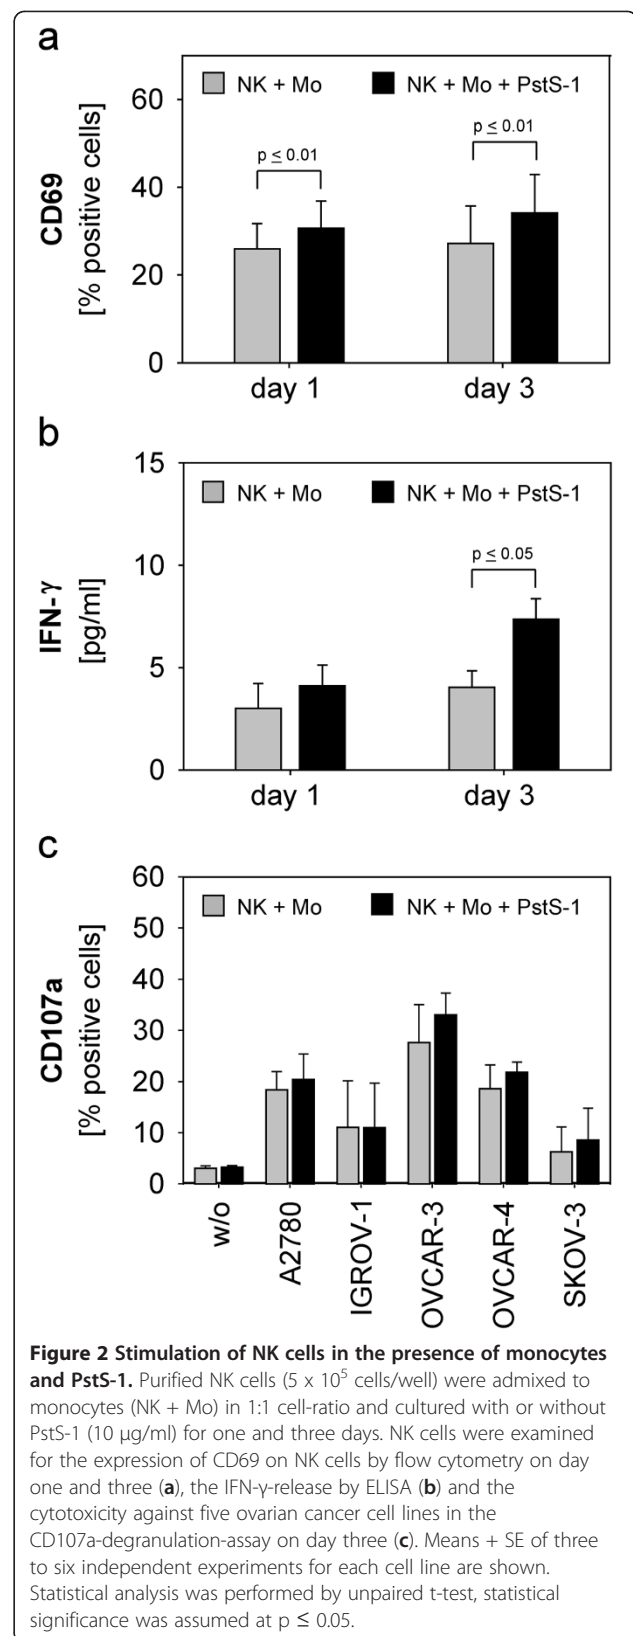 a
NK + Mo
NK + Mo + PstS-1
CD69
[% positive cells]
60
40
20
0
p ≤ 0.01
p ≤ 0.01
day 1
day 3
b
NK + Mo
NK + Mo + PstS-1
IFN-γ
[pg/ml]
15
10
5
0
p ≤ 0.05
day 1
day 3
c
NK + Mo
NK + Mo + PstS-1
CD107a
[% positive cells]
60
50
40
30
20
10
0
w/o
A2780
IGROV-1
OVCAR-3
OVCAR-4
SKOV-3
Figure 2 Stimulation of NK cells in the presence of monocytes
and PstS-1. Purified NK cells (5 x 10⁵ cells/well) were admixed to
monocytes (NK + Mo) in 1:1 cell-ratio and cultured with or without
PstS-1 (10 μg/ml) for one and three days. NK cells were examined
for the expression of CD69 on NK cells by flow cytometry on day
one and three (a), the IFN-γ-release by ELISA (b) and the
cytotoxicity against five ovarian cancer cell lines in the
CD107a-degranulation-assay on day three (c). Means + SE of three
to six independent experiments for each cell line are shown.
Statistical analysis was performed by unpaired t-test, statistical
significance was assumed at p ≤ 0.05.